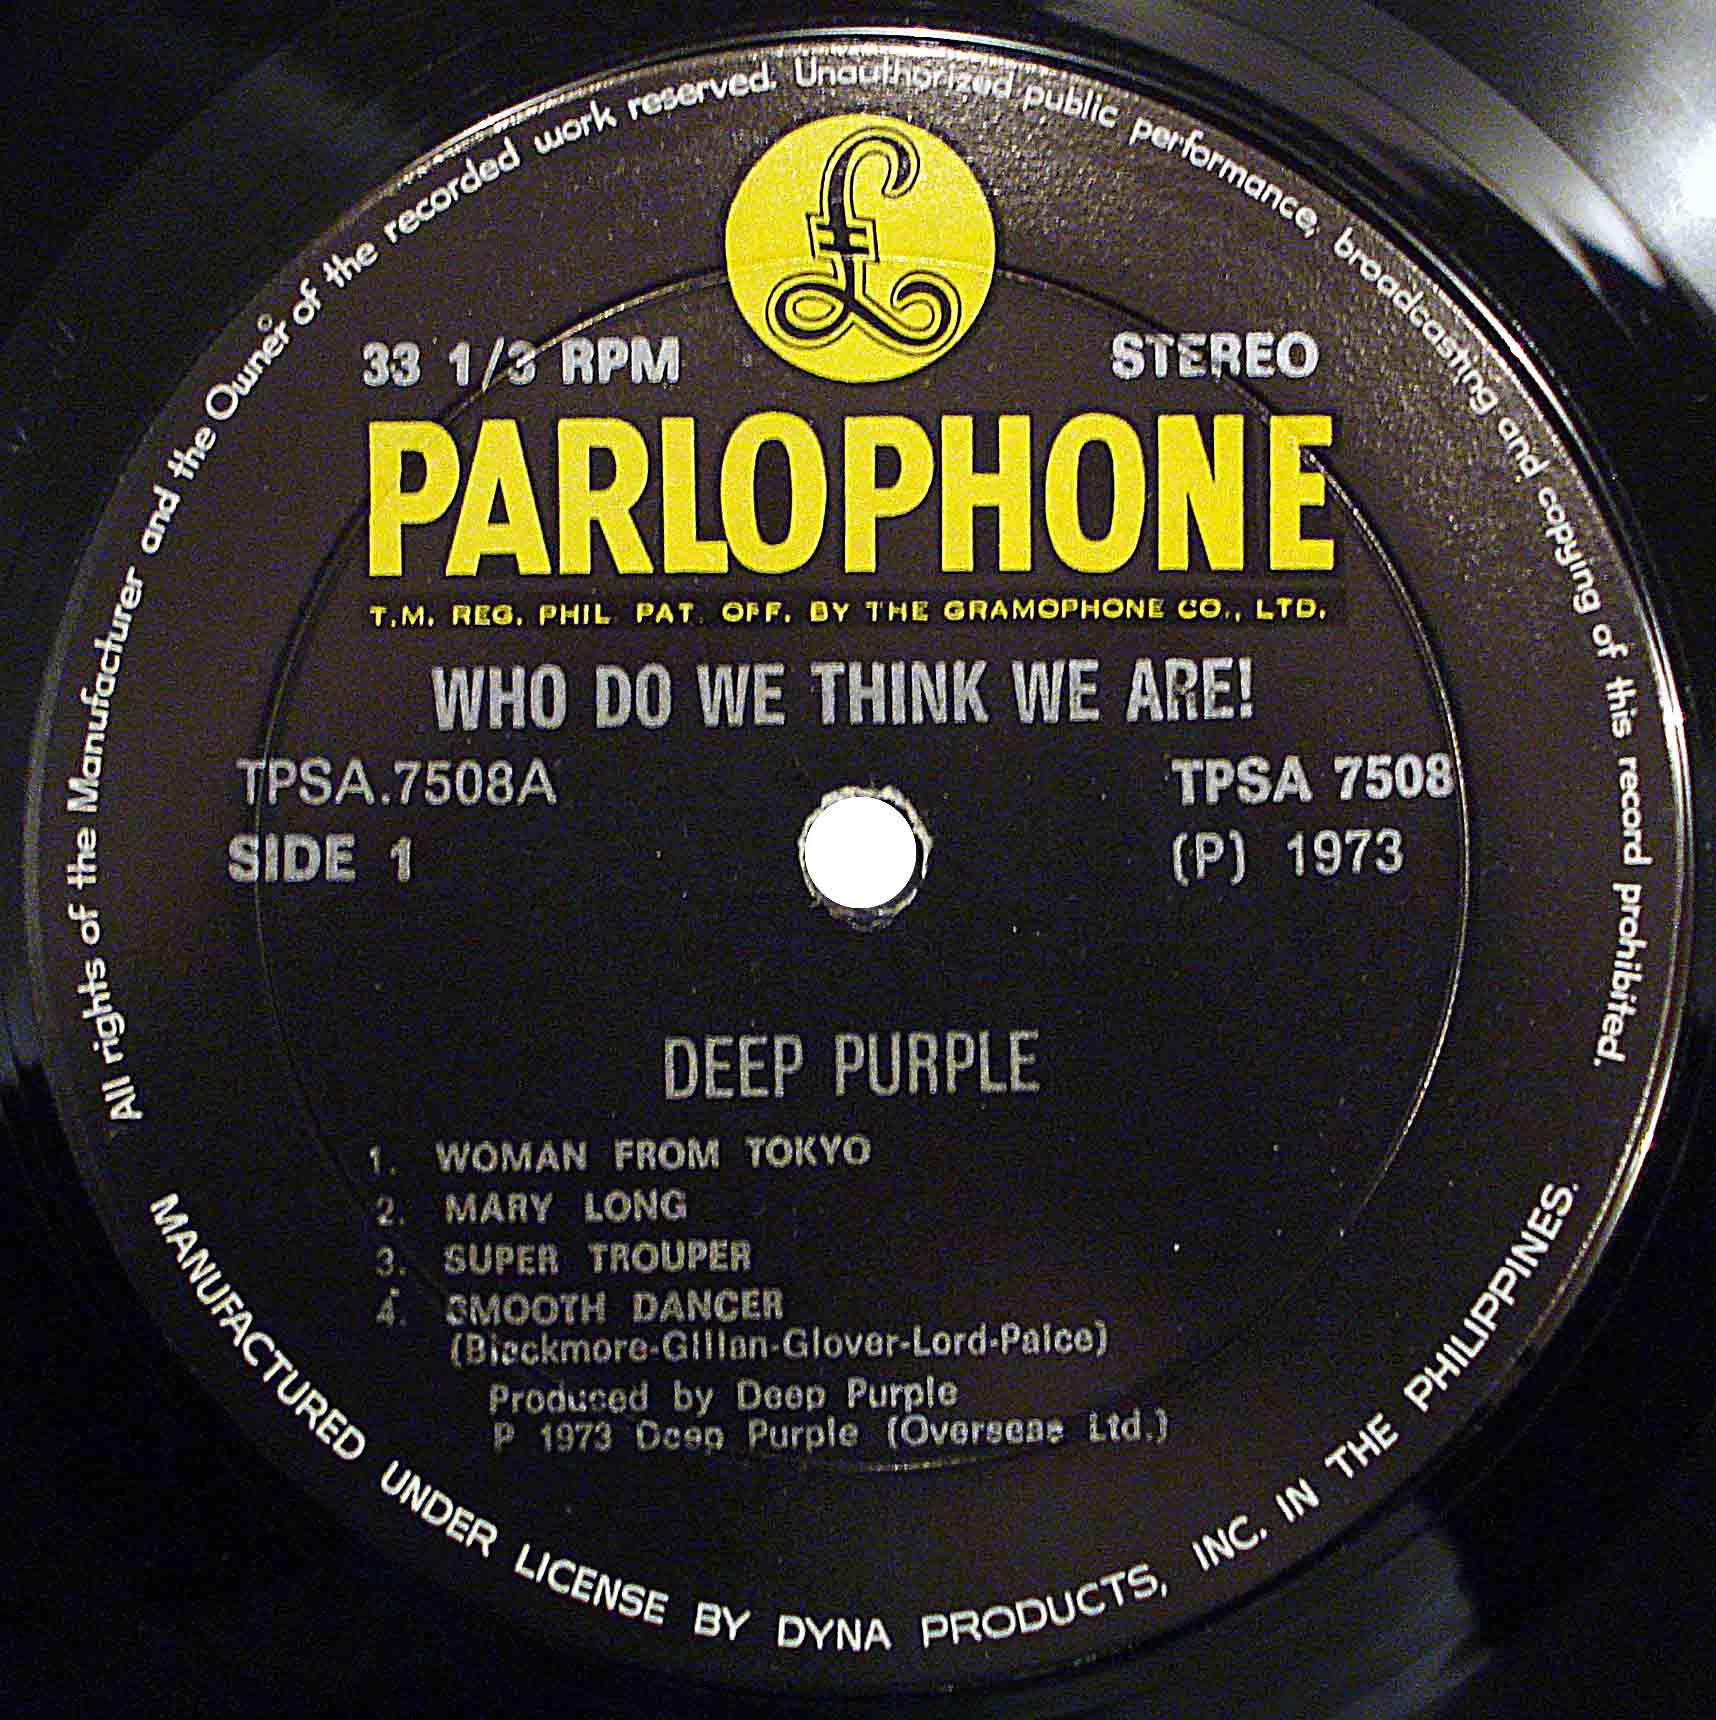 All rights of the Manufacturer and the Owner of the recorded work reserved. Unauthorized public performance, broadcasting and copying of this record prohibited.
£
33 1/3 RPM STEREO
PARLOPHONE
T.M. REG. PHIL. PAT. OFF. BY THE GRAMOPHONE CO., LTD.
WHO DO WE THINK WE ARE!
TPSA.7508A TPSA 7508
SIDE 1 (P) 1973
DEEP PURPLE
1. WOMAN FROM TOKYO
2. MARY LONG
3. SUPER TROUPER
4. SMOOTH DANCER
(Blackmore-Gillan-Glover-Lord-Paice)
Produced by Deep Purple
P 1973 Deep Purple (Overseas Ltd.)
MANUFACTURED UNDER LICENSE BY DYNA PRODUCTS, INC. IN THE PHILIPPINES.